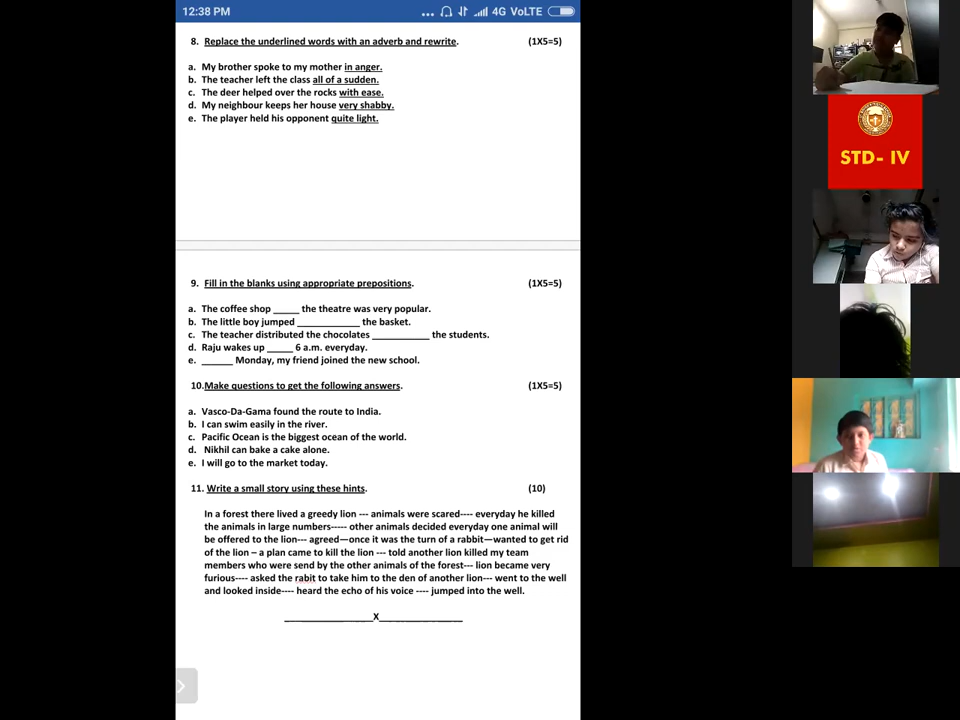 12:38 PM ... 4G VoLTE
8. Replace the underlined words with an adverb and rewrite. (1X5=5)
a. My brother spoke to my mother in anger.
b. The teacher left the class all of a sudden.
c. The deer helped over the rocks with ease.
d. My neighbour keeps her house very shabby.
e. The player held his opponent quite light.
9. Fill in the blanks using appropriate prepositions. (1X5=5)
a. The coffee shop _____ the theatre was very popular.
b. The little boy jumped ____________ the basket.
c. The teacher distributed the chocolates ___________ the students.
d. Raju wakes up _____ 6 a.m. everyday.
e. ______ Monday, my friend joined the new school.
10.Make questions to get the following answers. (1X5=5)
a. Vasco-Da-Gama found the route to India.
b. I can swim easily in the river.
c. Pacific Ocean is the biggest ocean of the world.
d. Nikhil can bake a cake alone.
e. I will go to the market today.
11. Write a small story using these hints. (10)
In a forest there lived a greedy lion --- animals were scared---- everyday he killed
the animals in large numbers----- other animals decided everyday one animal will
be offered to the lion--- agreed—once it was the turn of a rabbit—wanted to get rid
of the lion – a plan came to kill the lion --- told another lion killed my team
members who were send by the other animals of the forest--- lion became very
furious---- asked the rabit to take him to the den of another lion--- went to the well
and looked inside---- heard the echo of his voice ---- jumped into the well.
_________________X________________
STD- IV